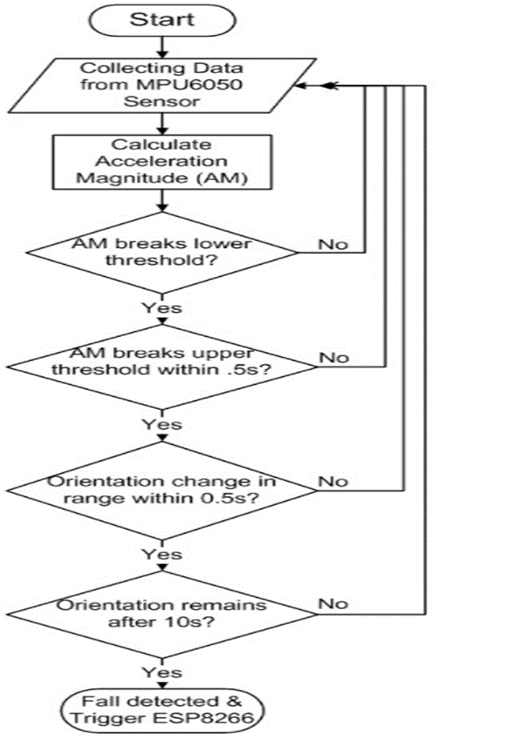 Start
Collecting Data
from MPU6050
Sensor
Calculate
Acceleration
Magnitude (AM)
AM breaks lower
threshold?
No
Yes
AM breaks upper
threshold within .5s?
No
Yes
Orientation change in
range within 0.5s?
No
Yes
Orientation remains
after 10s?
No
Yes
Fall detected &
Trigger ESP8266